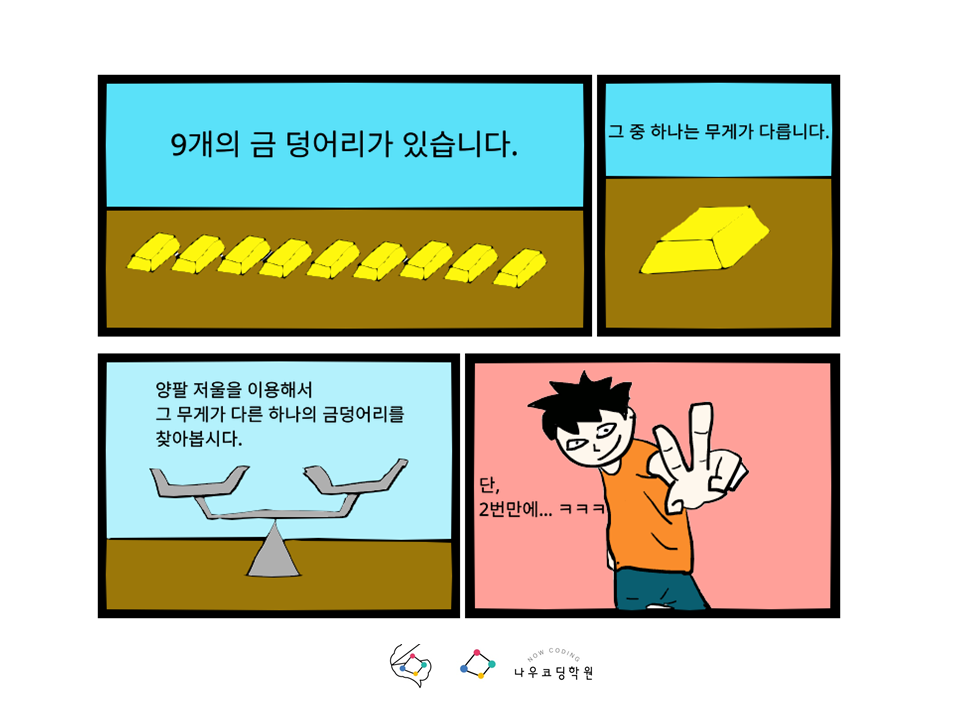 9개의 금 덩어리가 있습니다.
그 중 하나는 무게가 다릅니다.
양팔 저울을 이용해서
그 무게가 다른 하나의 금덩어리를
찾아봅시다.
단,
2번만에... ㅋㅋㅋ
NOW CODING
나우코딩학원